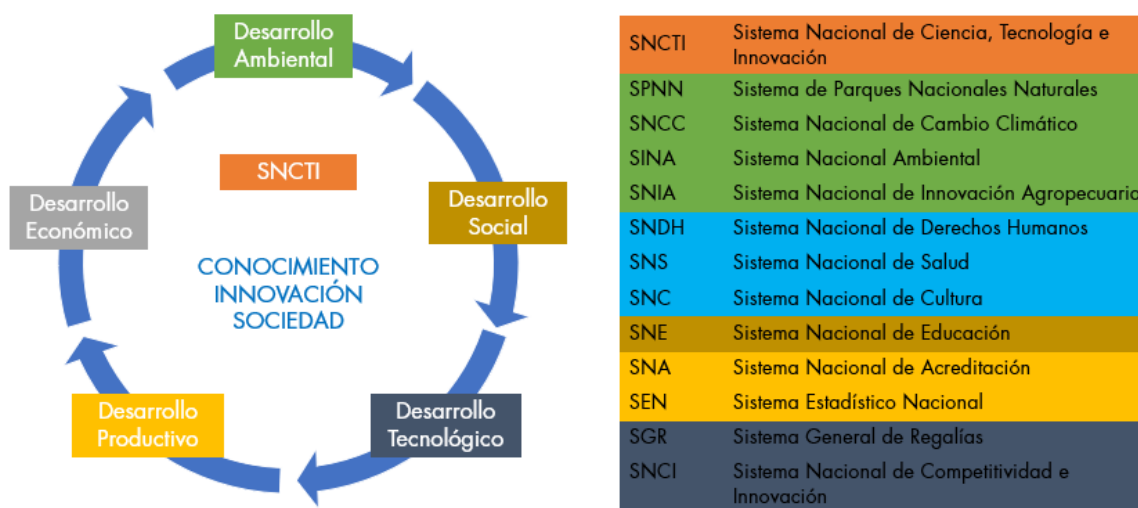 Desarrollo
Ambiental
SNCTI
Desarrollo
Económico
Desarrollo
Social
CONOCIMIENTO
INNOVACIÓN
SOCIEDAD
Desarrollo
Productivo
Desarrollo
Tecnológico
SNCTI Sistema Nacional de Ciencia, Tecnología e
Innovación
SPNN Sistema de Parques Nacionales Naturales
SNCC Sistema Nacional de Cambio Climático
SINA Sistema Nacional Ambiental
SNIA Sistema Nacional de Innovación Agropecuaria
SNDH Sistema Nacional de Derechos Humanos
SNS Sistema Nacional de Salud
SNC Sistema Nacional de Cultura
SNE Sistema Nacional de Educación
SNA Sistema Nacional de Acreditación
SEN Sistema Estadístico Nacional
SGR Sistema General de Regalías
SNCI Sistema Nacional de Competitividad e
Innovación